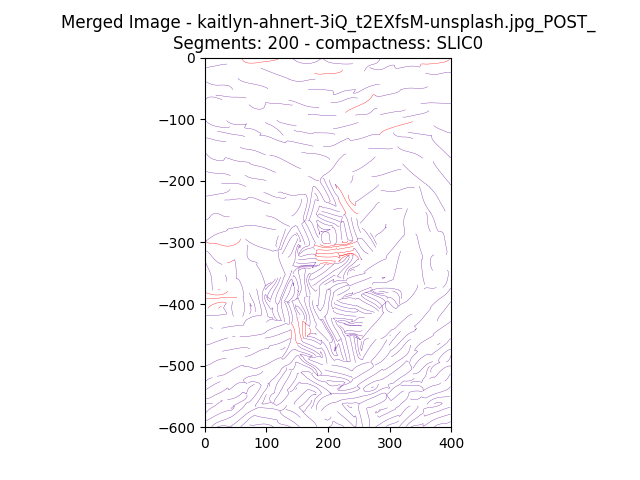 Merged Image - kaitlyn-ahnert-3iQ_t2EXfsM-unsplash.jpg_POST_
Segments: 200 - compactness: SLIC0
0
−100
−200
−300
−400
−500
−600
0 100 200 300 400